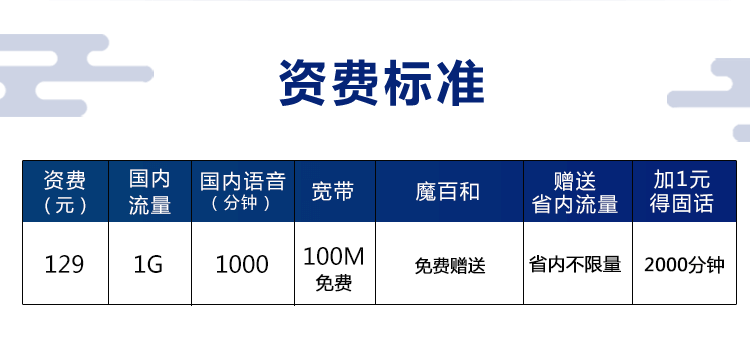 资费标准
资费
（元）
国内
流量
国内语音
（分钟）
宽带
魔百和
赠送
省内流量
加1元
得固话
129
1G
1000
100M
免费
免费赠送
省内不限量
2000分钟